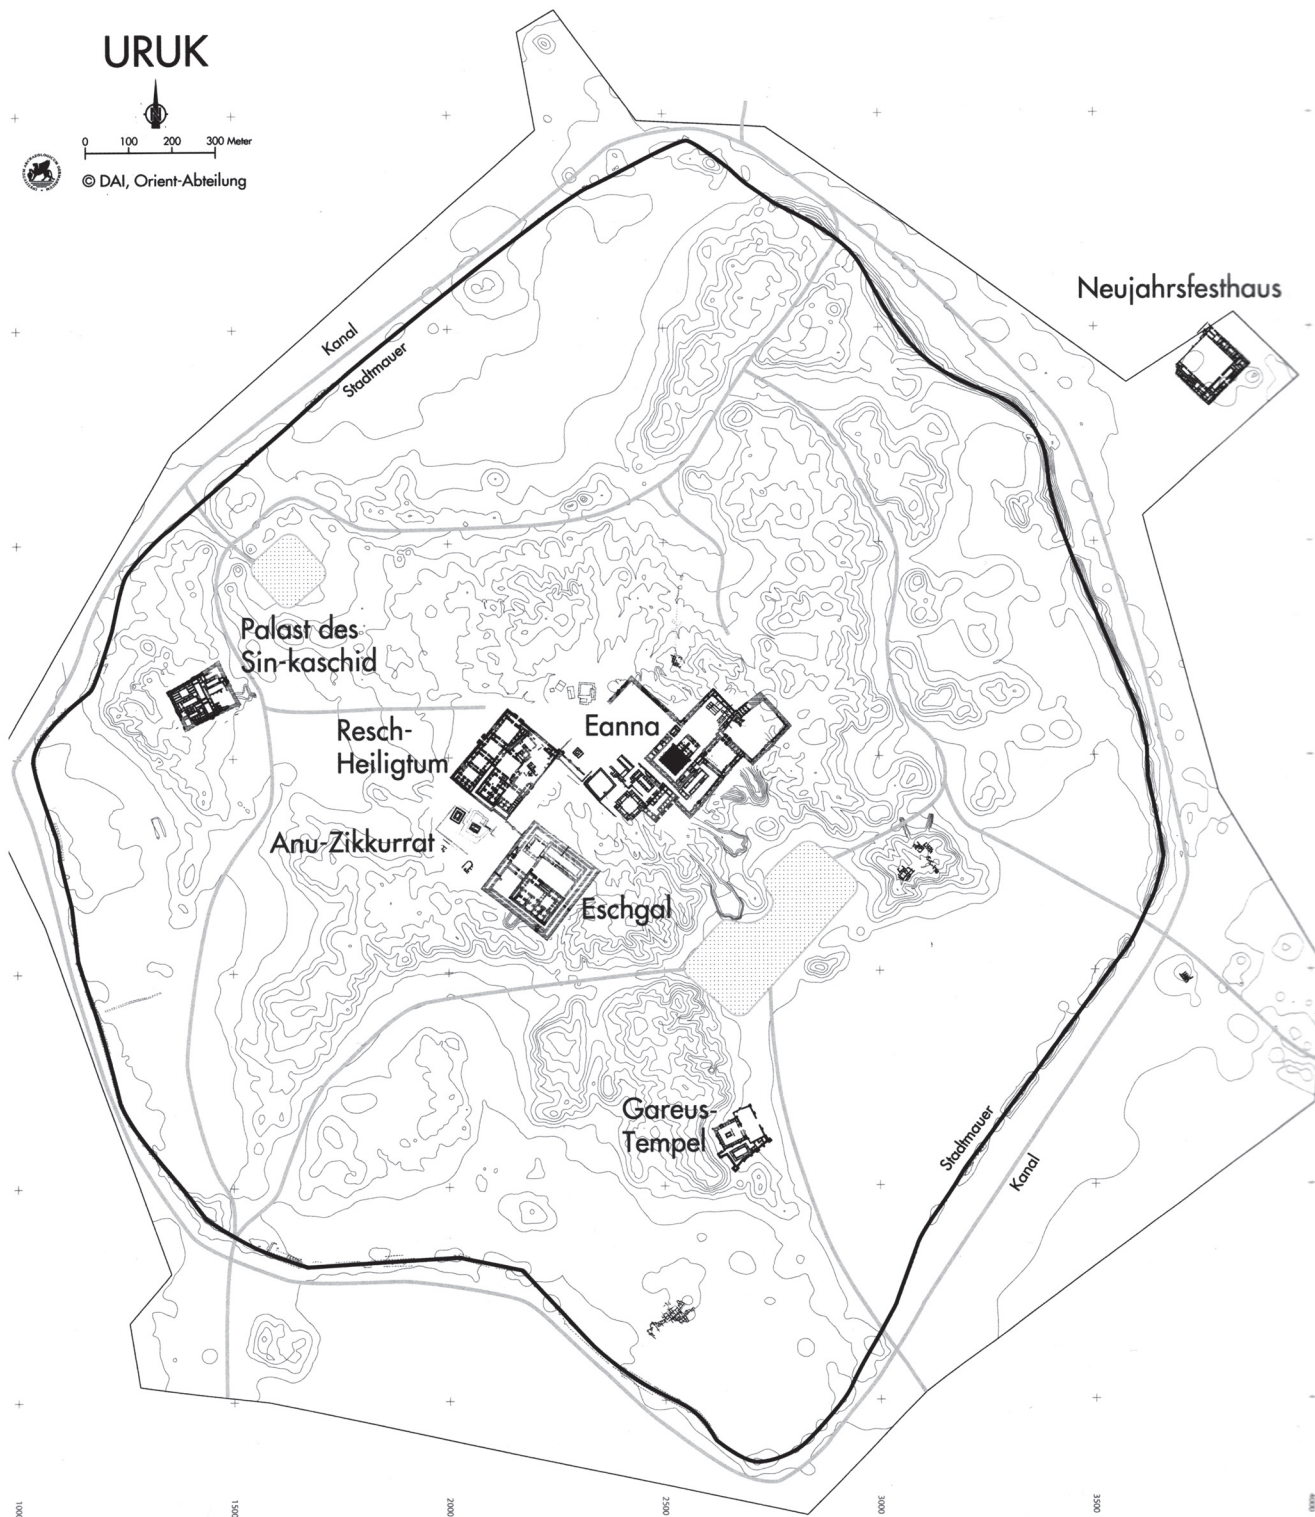 URUK
N
0 100 200 300 Meter
© DAI, Orient-Abteilung
Neujahrsfesthaus
Kanal
Stadtmauer
Palast des
Sin-kaschid
Resch-
Heiligtum
Eanna
Anu-Zikkurrat
Eschgal
Gareus-
Tempel
Stadtmauer
Kanal
1500
2000
2500
3000
3500